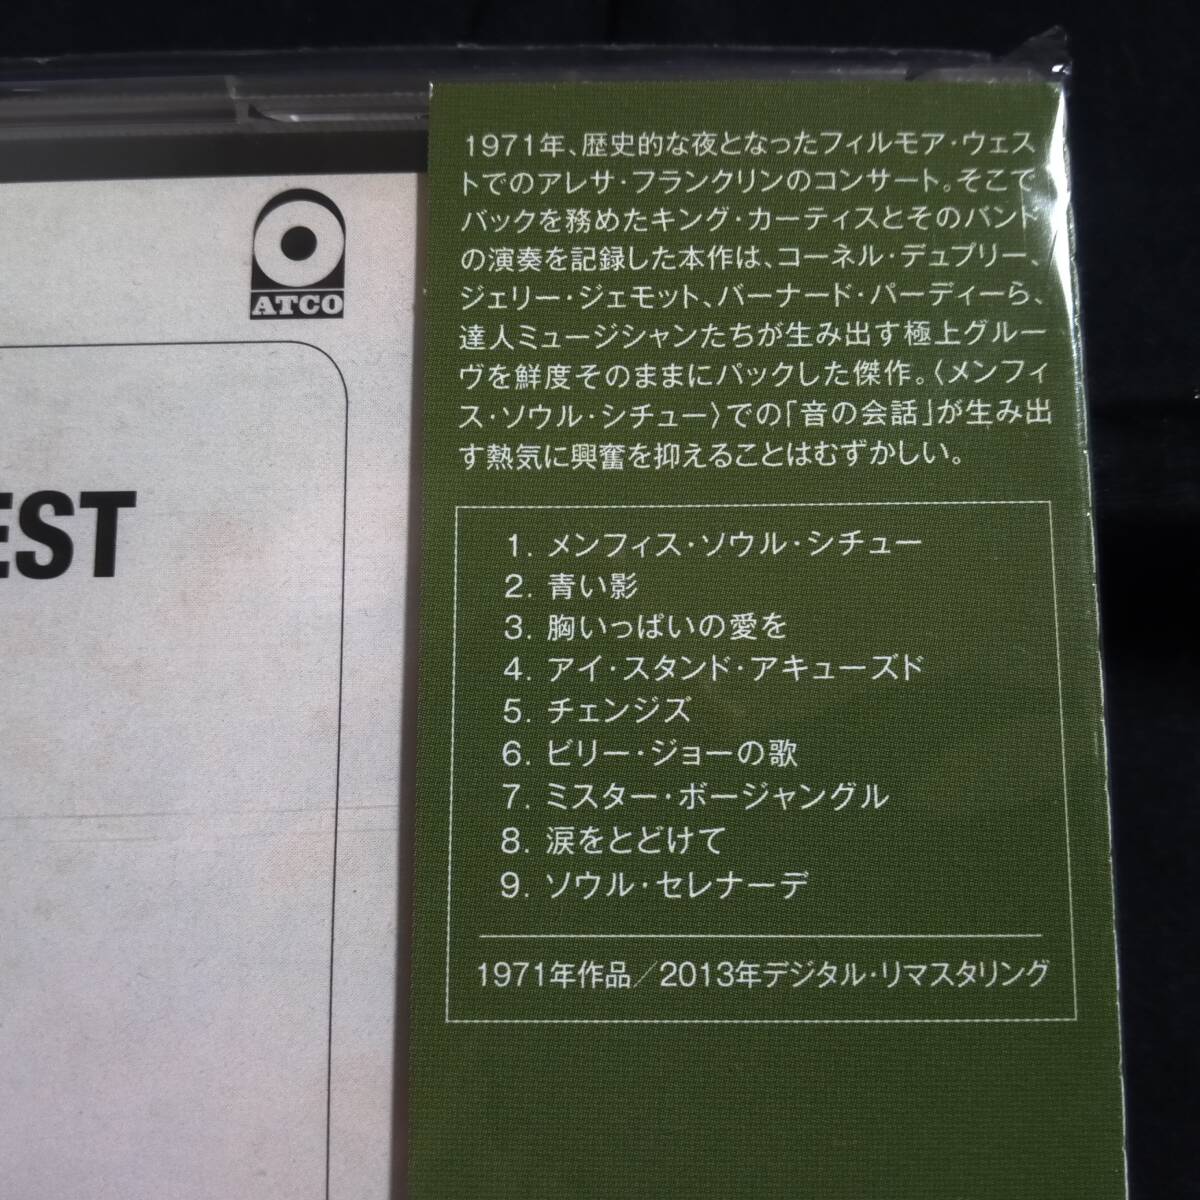 ATCO
EST
1971年、歴史的な夜となったフィルモア・ウェス
トでのアレサ・フランクリンのコンサート。そこで
バックを務めたキング・カーティスとそのバンド
の演奏を記録した本作は、コーネル・デュプリー、
ジェリー・ジェモット、バーナード・パーディーら、
達人ミュージシャンたちが生み出す極上グルー
ヴを鮮度そのままにパックした傑作。〈メンフィ
ス・ソウル・シチュー〉での「音の会話」が生み出
す熱気に興奮を抑えることはむずかしい。
1. メンフィス・ソウル・シチュー
2. 青い影
3. 胸いっぱいの愛を
4. アイ・スタンド・アキューズド
5. チェンジズ
6. ビリー・ジョーの歌
7. ミスター・ボージャングル
8. 涙をとどけて
9. ソウル・セレナーデ
1971年作品／2013年デジタル・リマスタリング